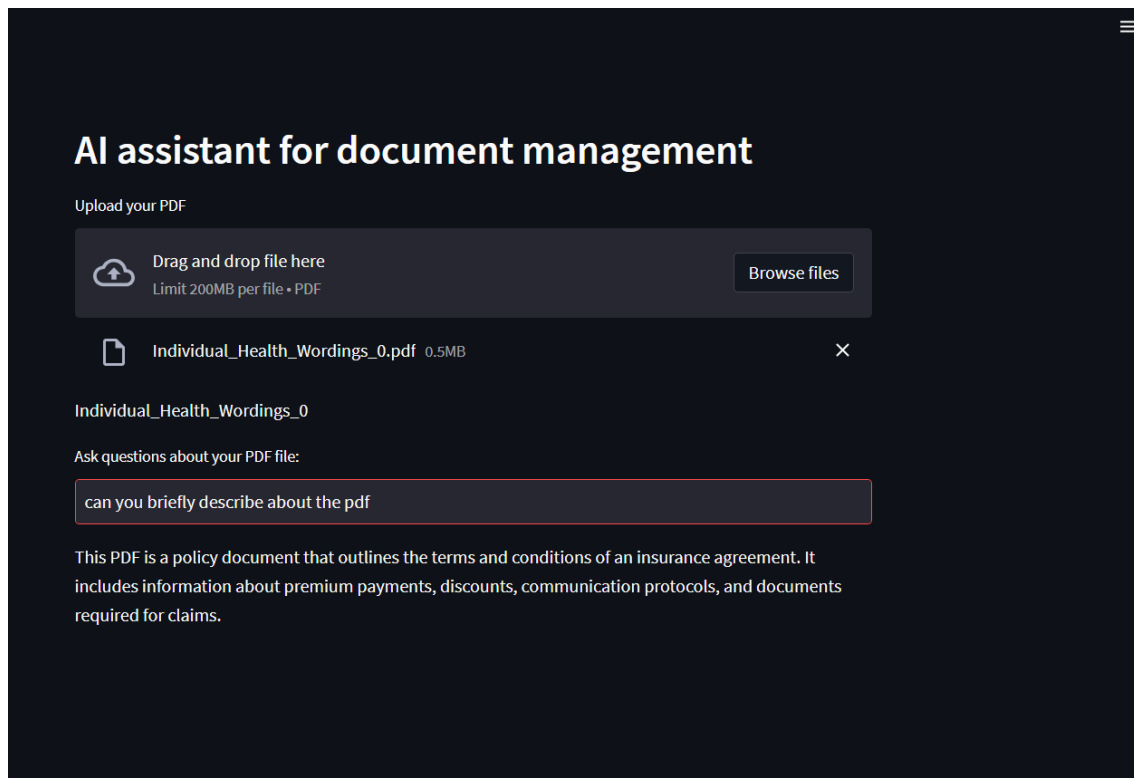 AI assistant for document management
Upload your PDF
Drag and drop file here
Limit 200MB per file • PDF
Browse files
Individual_Health_Wordings_0.pdf 0.5MB
Individual_Health_Wordings_0
Ask questions about your PDF file:
can you briefly describe about the pdf
This PDF is a policy document that outlines the terms and conditions of an insurance agreement. It
includes information about premium payments, discounts, communication protocols, and documents
required for claims.